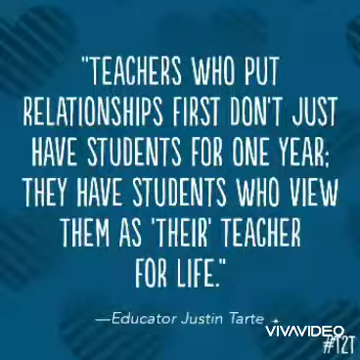 "TEACHERS WHO PUT
RELATIONSHIPS FIRST DON'T JUST
HAVE STUDENTS FOR ONE YEAR;
THEY HAVE STUDENTS WHO VIEW
THEM AS 'THEIR' TEACHER
FOR LIFE."
—Educator Justin Tarte
VIVAVIDEO
#T2T